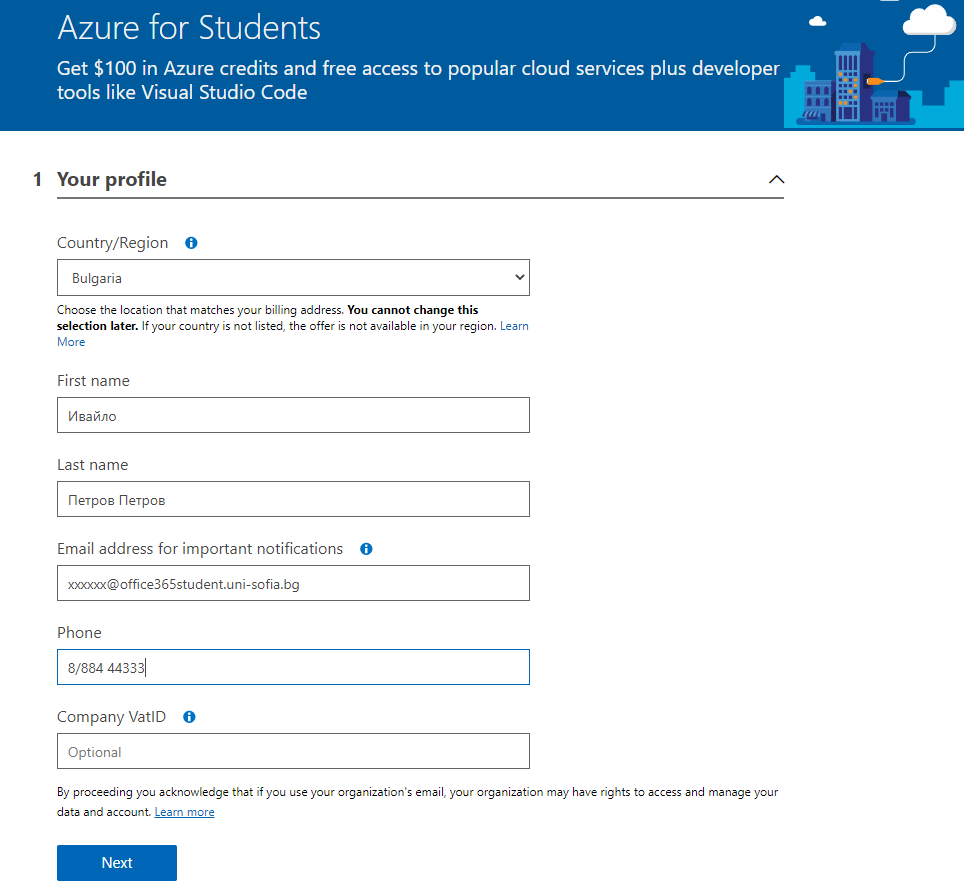 Azure for Students
Get $100 in Azure credits and free access to popular cloud services plus developer
tools like Visual Studio Code
1 Your profile
Country/Region
Bulgaria
Choose the location that matches your billing address. You cannot change this
selection later. If your country is not listed, the offer is not available in your region. Learn
More
First name
Ивайло
Last name
Петров Петров
Email address for important notifications
xxxxxx@office365student.uni-sofia.bg
Phone
8/884 44333
Company VatID
Optional
By proceeding you acknowledge that if you use your organization's email, your organization may have rights to access and manage your
data and account. Learn more
Next